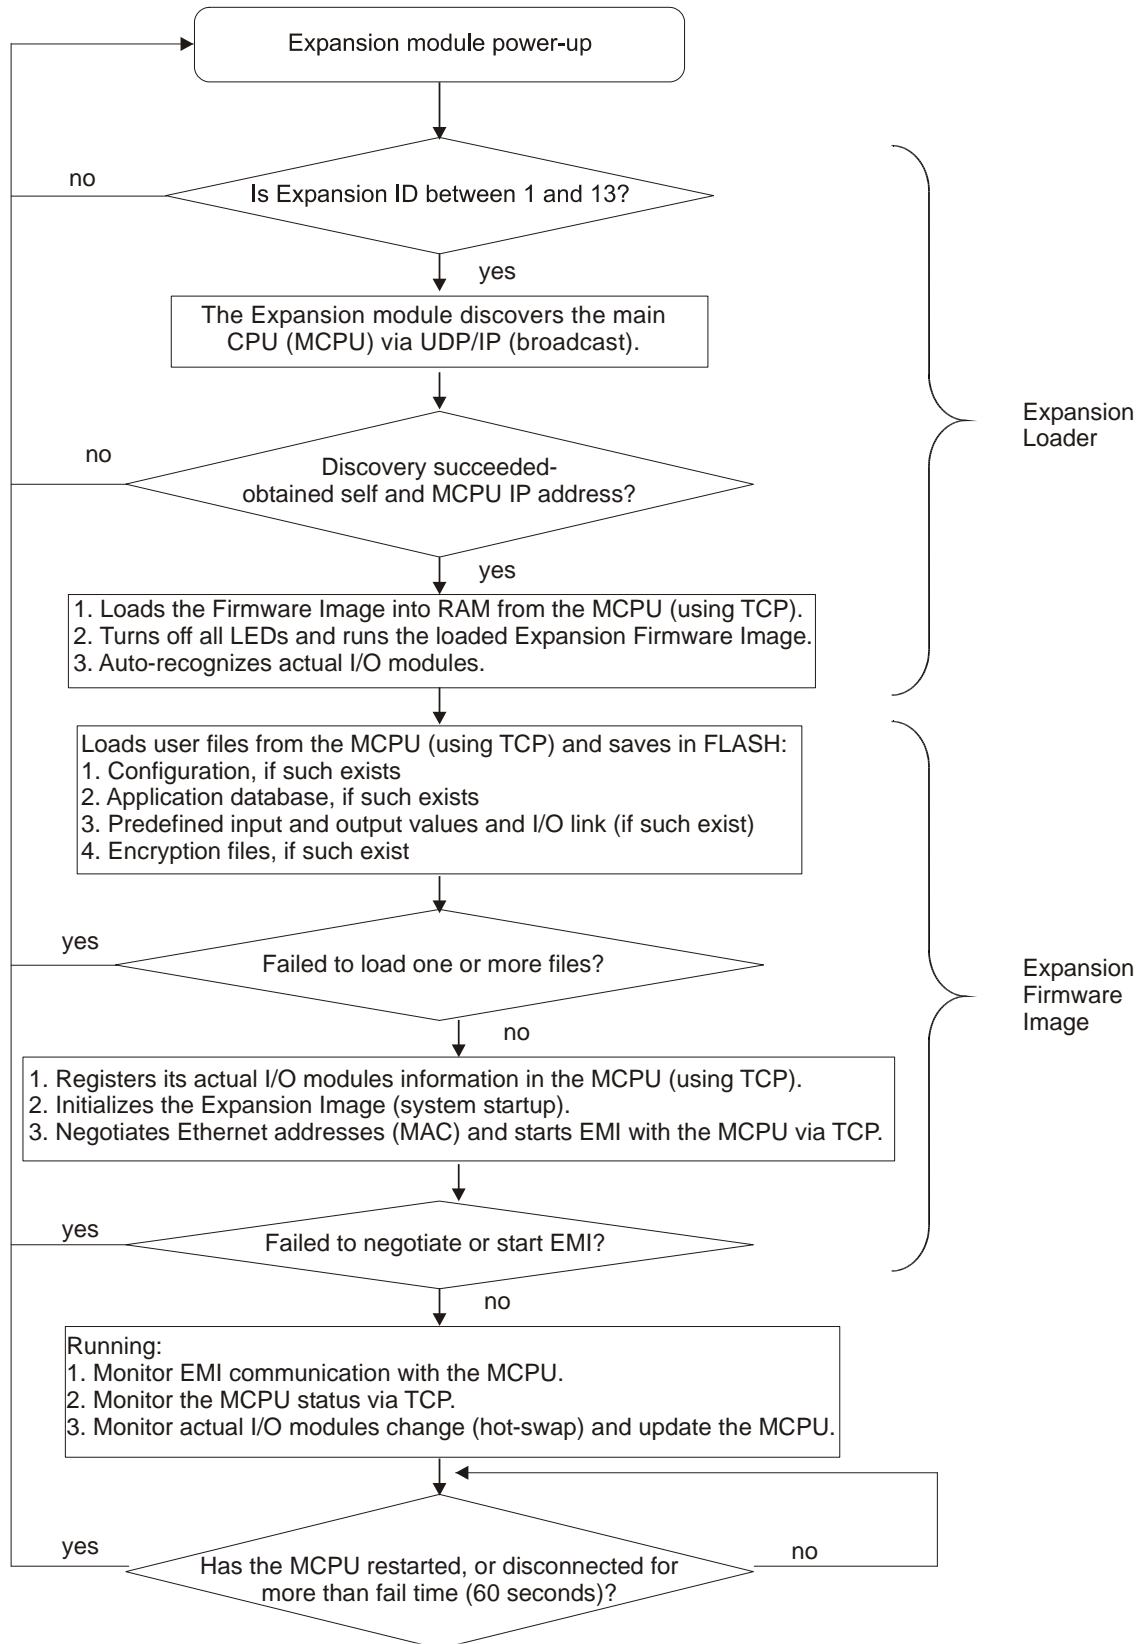 Expansion module power-up
no
Is Expansion ID between 1 and 13?
yes
The Expansion module discovers the main
CPU (MCPU) via UDP/IP (broadcast).
Expansion
Loader
no
Discovery succeeded-
obtained self and MCPU IP address?
yes
1. Loads the Firmware Image into RAM from the MCPU (using TCP).
2. Turns off all LEDs and runs the loaded Expansion Firmware Image.
3. Auto-recognizes actual I/O modules.
Loads user files from the MCPU (using TCP) and saves in FLASH:
1. Configuration, if such exists
2. Application database, if such exists
3. Predefined input and output values and I/O link (if such exist)
4. Encryption files, if such exist
yes
Failed to load one or more files?
Expansion
Firmware
Image
no
1. Registers its actual I/O modules information in the MCPU (using TCP).
2. Initializes the Expansion Image (system startup).
3. Negotiates Ethernet addresses (MAC) and starts EMI with the MCPU via TCP.
yes
Failed to negotiate or start EMI?
no
Running:
1. Monitor EMI communication with the MCPU.
2. Monitor the MCPU status via TCP.
3. Monitor actual I/O modules change (hot-swap) and update the MCPU.
yes
Has the MCPU restarted, or disconnected for
more than fail time (60 seconds)?
no